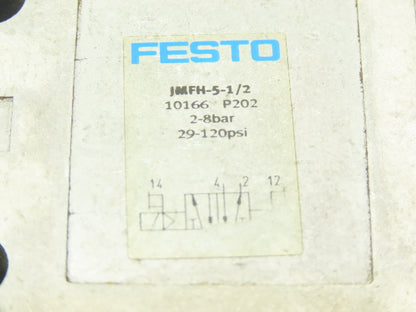 FESTO
JMFH-5-1/2
10166 P202
2-8bar
29-120psi
14 4 2 12